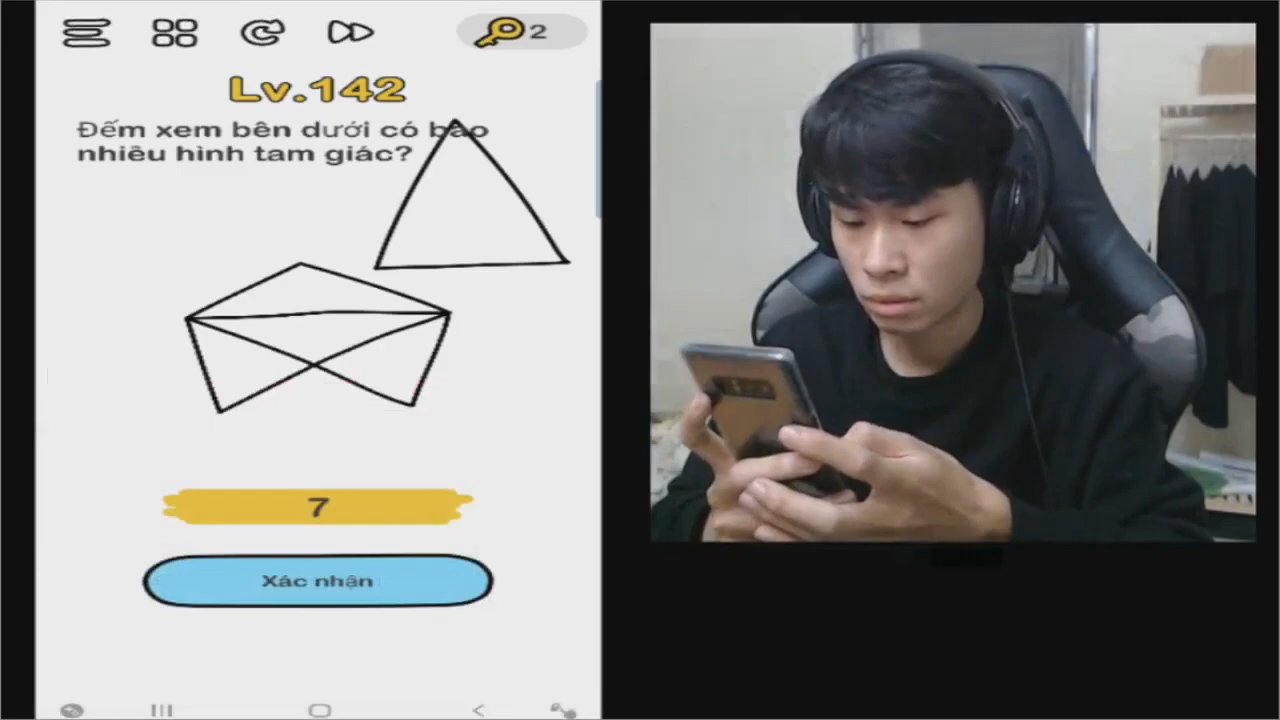 2
Lv.142
Đếm xem bên dưới có bao
nhiêu hình tam giác?
7
Xác nhận